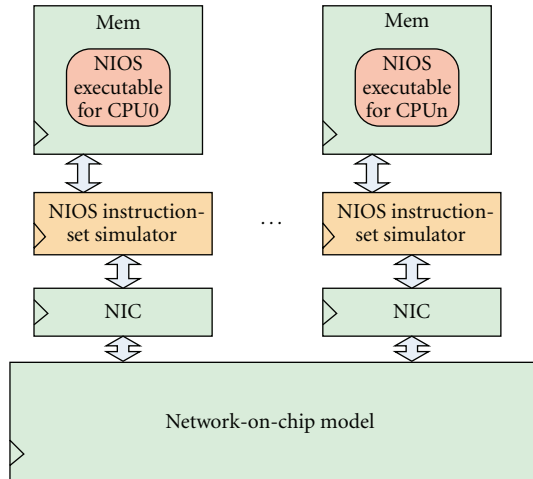 Mem
NIOS
executable
for CPU0
Mem
NIOS
executable
for CPUn
NIOS instruction-
set simulator
...
NIOS instruction-
set simulator
NIC
NIC
Network-on-chip model